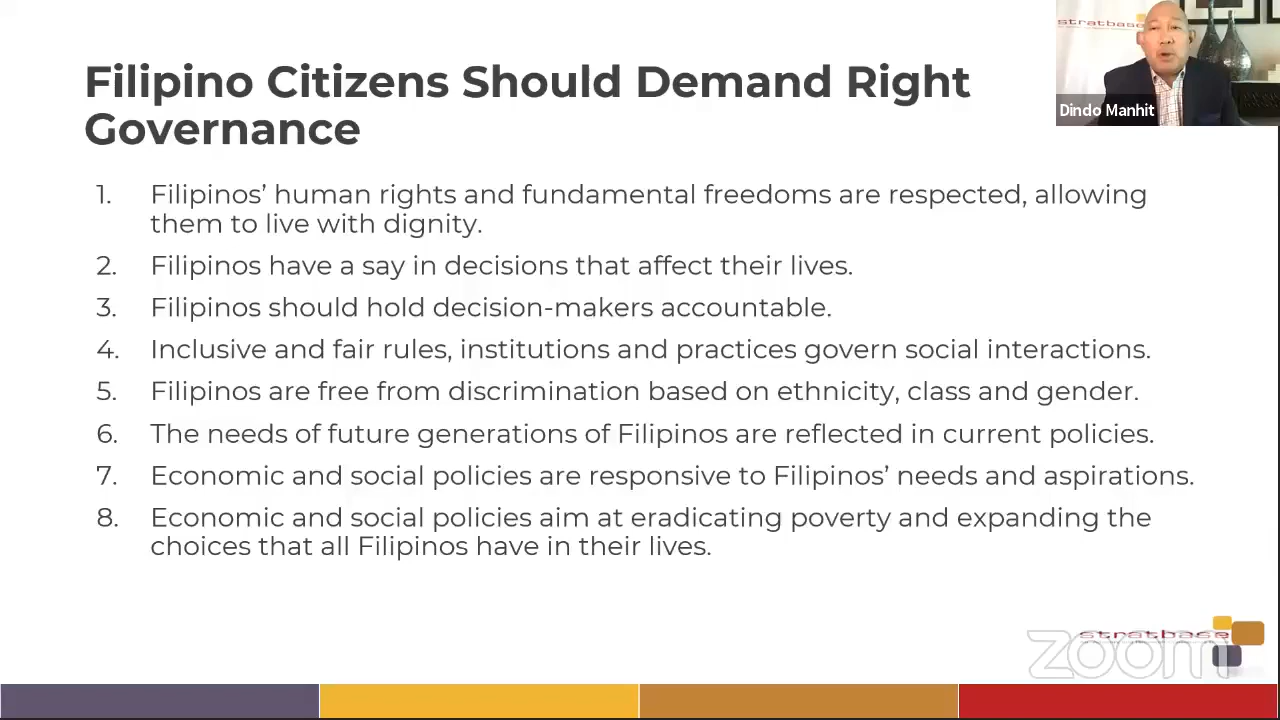 stratbase
Dindo Manhit
Filipino Citizens Should Demand Right
Governance
1. Filipinos’ human rights and fundamental freedoms are respected, allowing
them to live with dignity.
2. Filipinos have a say in decisions that affect their lives.
3. Filipinos should hold decision-makers accountable.
4. Inclusive and fair rules, institutions and practices govern social interactions.
5. Filipinos are free from discrimination based on ethnicity, class and gender.
6. The needs of future generations of Filipinos are reflected in current policies.
7. Economic and social policies are responsive to Filipinos’ needs and aspirations.
8. Economic and social policies aim at eradicating poverty and expanding the
choices that all Filipinos have in their lives.
stratbase
zoom